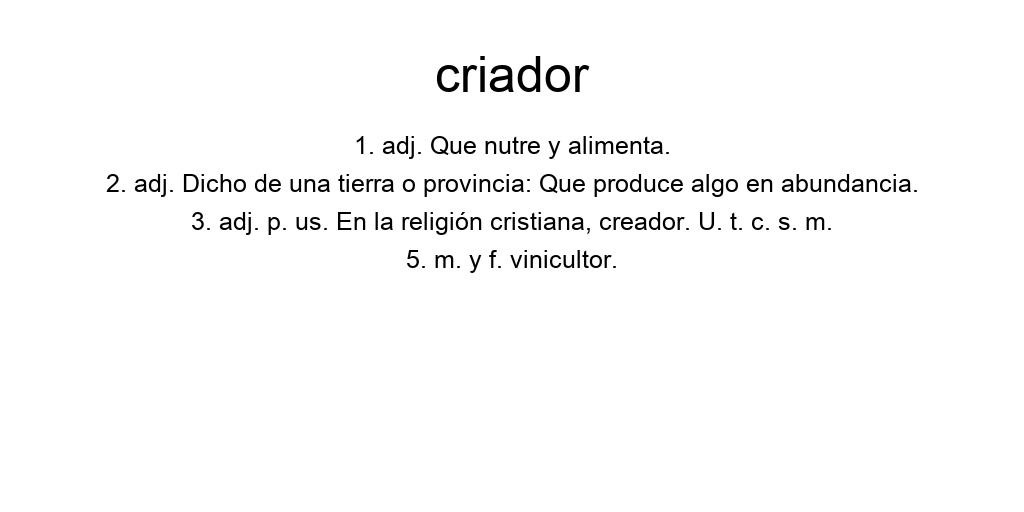 criador
1. adj. Que nutre y alimenta.
2. adj. Dicho de una tierra o provincia: Que produce algo en abundancia.
3. adj. p. us. En la religión cristiana, creador. U. t. c. s. m.
5. m. y f. vinicultor.